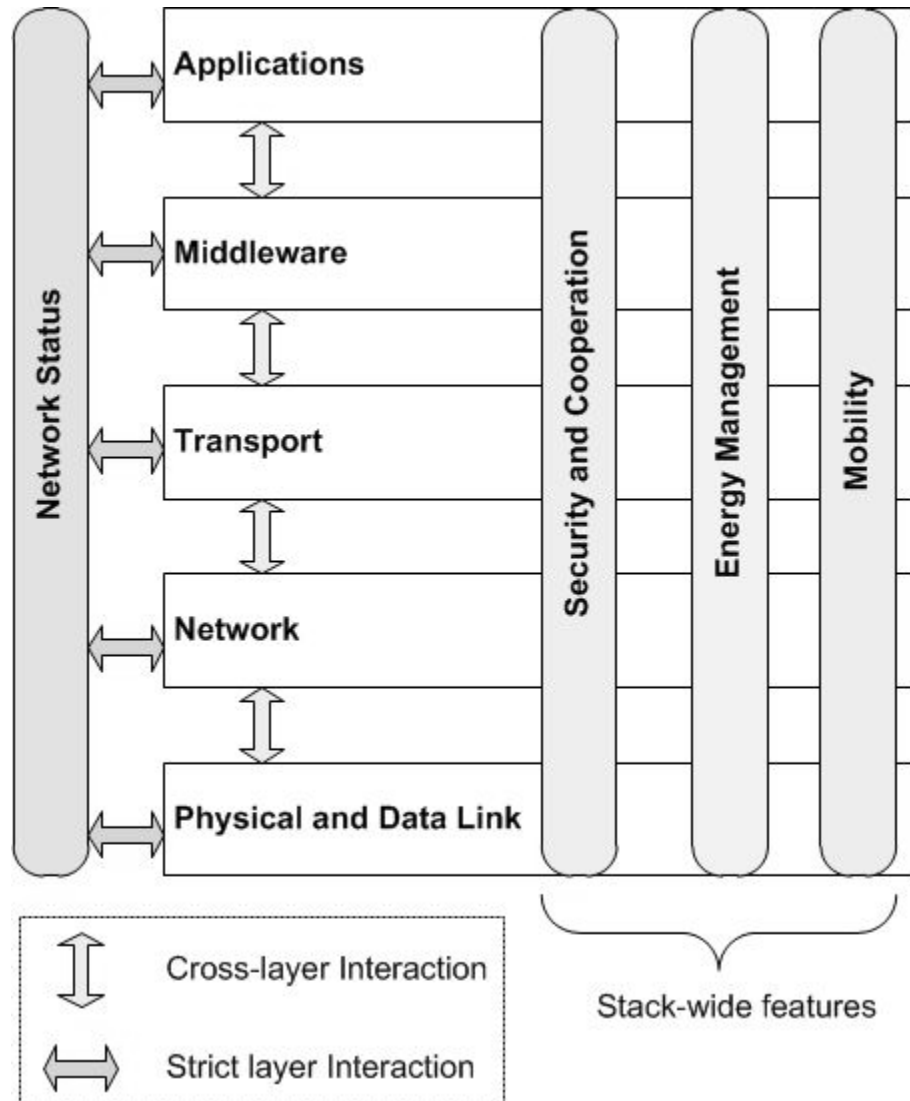 Applications
Middleware
Transport
Network
Physical and Data Link
Network Status
Security and Cooperation
Energy Management
Mobility
Cross-layer Interaction
Strict layer Interaction
Stack-wide features